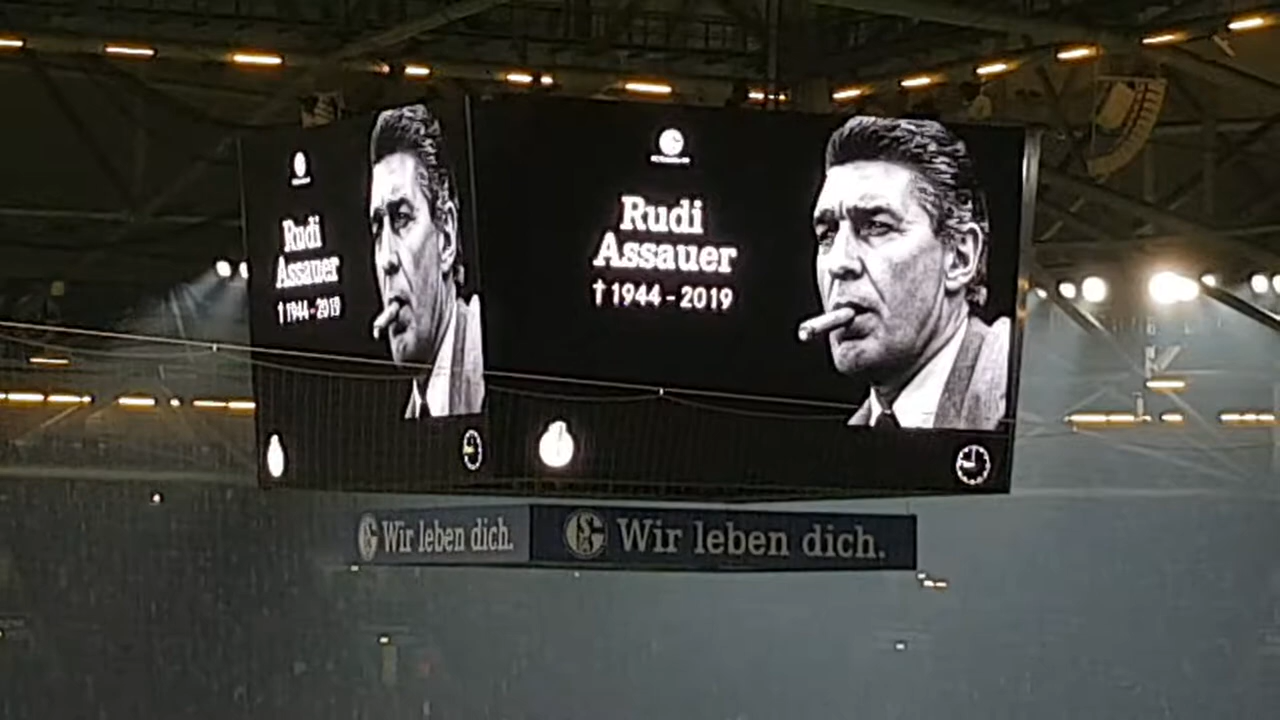 Rudi
Assauer
†1944-2019
Rudi
Assauer
†1944 - 2019
Wir leben dich.
Wir leben dich.